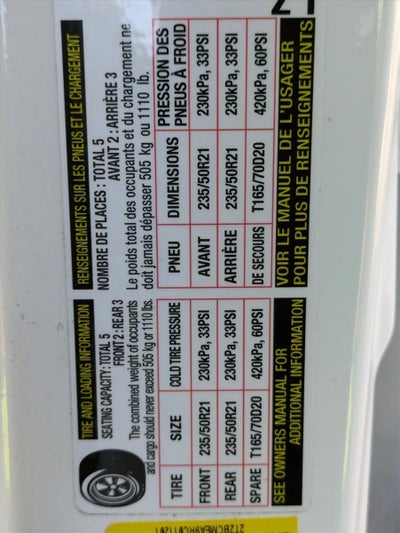 TIRE AND LOADING INFORMATION
SEATING CAPACITY: TOTAL 5
FRONT 2 : REAR 3
The combined weight of occupants
and cargo should never exceed 505 kg or 1110 lbs.
TIRE SIZE COLD TIRE PRESSURE
FRONT 235/50R21 230kPa, 33PSI
REAR 235/50R21 230kPa, 33PSI
SPARE T165/70D20 420kPa, 60PSI
SEE OWNERS MANUAL FOR
ADDITIONAL INFORMATION
RENSEIGNEMENTS SUR LES PNEUS ET LE CHARGEMENT
NOMBRE DE PLACES : TOTAL 5
AVANT 2 : ARRIÈRE 3
Le poids total des occupants et du chargement ne
doit jamais dépasser 505 kg ou 1110 lb.
PNEU DIMENSIONS PRESSION DES
PNEUS À FROID
AVANT 235/50R21 230kPa, 33PSI
ARRIÈRE 235/50R21 230kPa, 33PSI
DE SECOURS T165/70D20 420kPa, 60PSI
VOIR LE MANUEL DE L'USAGER
POUR PLUS DE RENSEIGNEMENTS